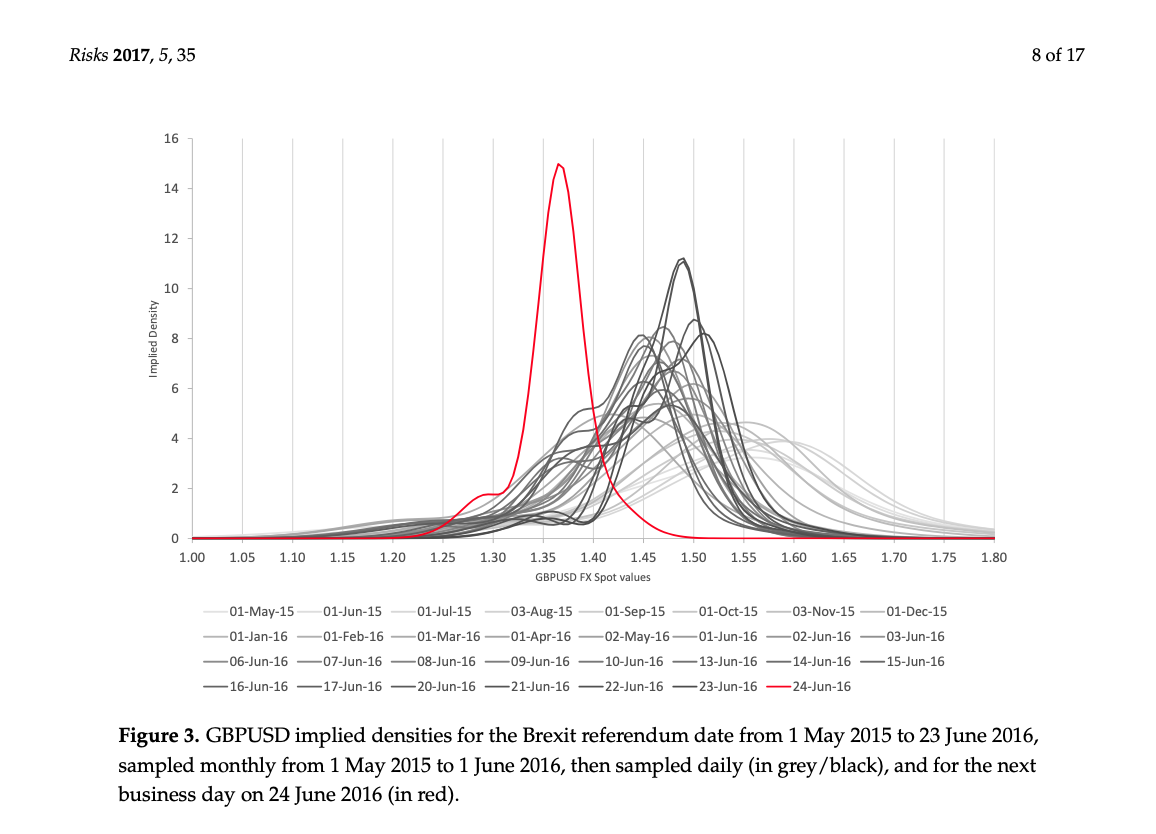 Risks 2017, 5, 35
8 of 17
16
14
12
10
8
6
4
2
0
Implied Density
1.00 1.05 1.10 1.15 1.20 1.25 1.30 1.35 1.40 1.45 1.50 1.55 1.60 1.65 1.70 1.75 1.80
GBPUSD FX Spot values
01-May-15 01-Jun-15 01-Jul-15 03-Aug-15 01-Sep-15 01-Oct-15 03-Nov-15 01-Dec-15
01-Jan-16 01-Feb-16 01-Mar-16 01-Apr-16 02-May-16 01-Jun-16 02-Jun-16 03-Jun-16
06-Jun-16 07-Jun-16 08-Jun-16 09-Jun-16 10-Jun-16 13-Jun-16 14-Jun-16 15-Jun-16
16-Jun-16 17-Jun-16 20-Jun-16 21-Jun-16 22-Jun-16 23-Jun-16 24-Jun-16
Figure 3. GBPUSD implied densities for the Brexit referendum date from 1 May 2015 to 23 June 2016,
sampled monthly from 1 May 2015 to 1 June 2016, then sampled daily (in grey/black), and for the next
business day on 24 June 2016 (in red).